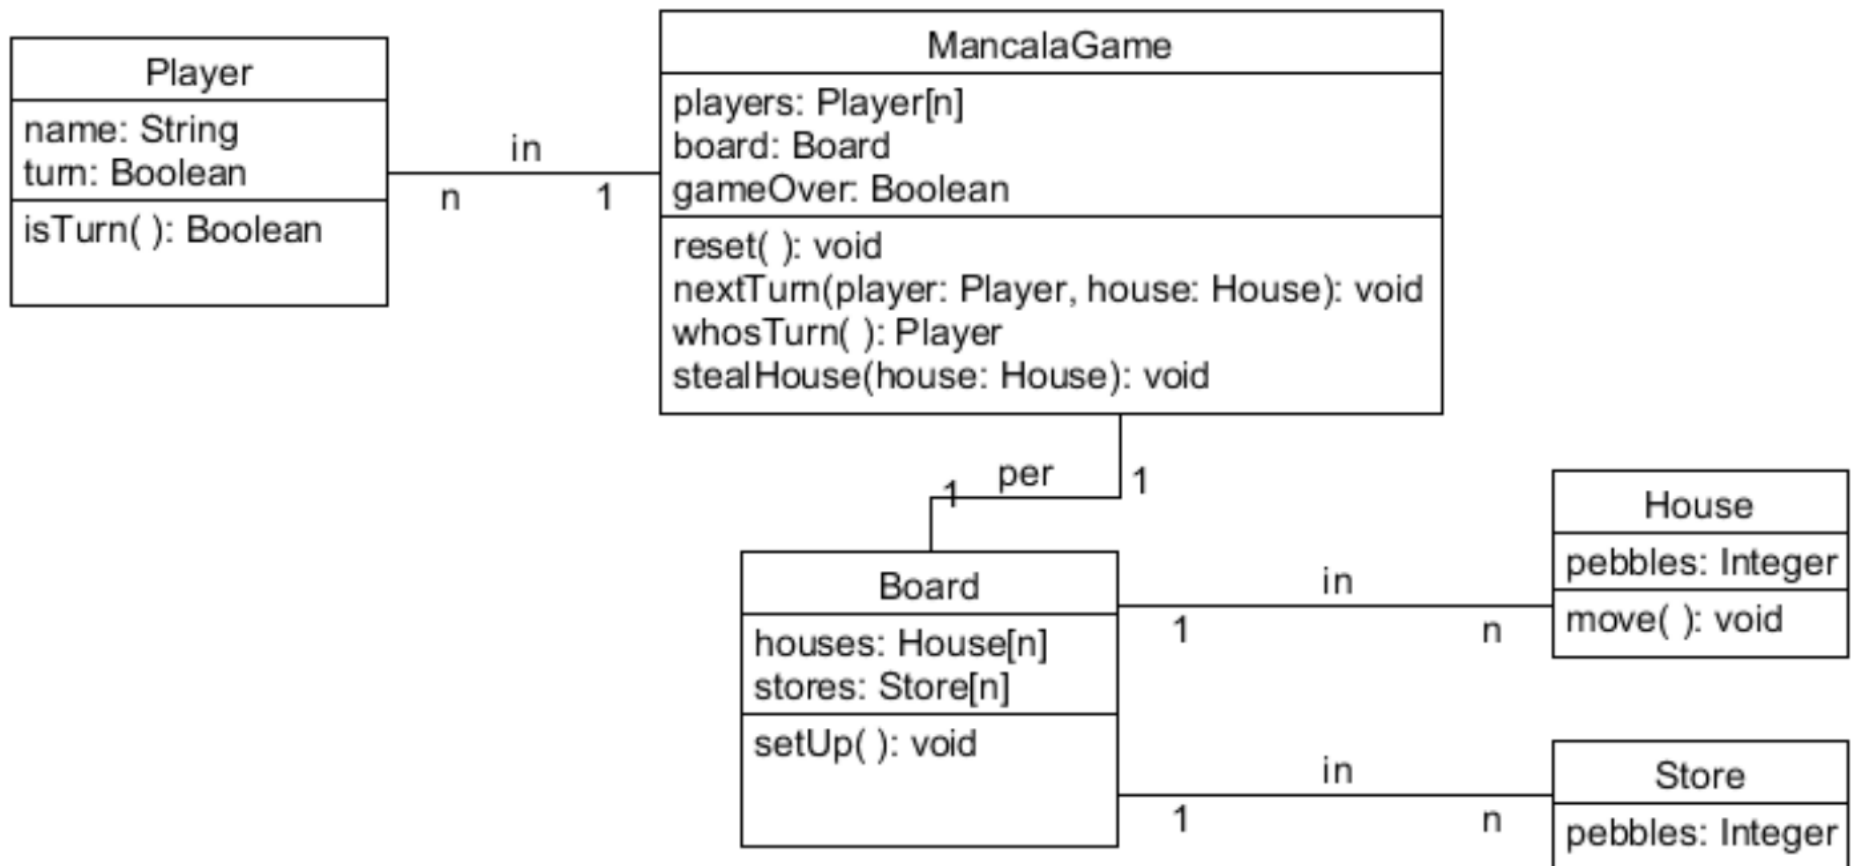 Player
name: String
turn: Boolean
isTurn( ): Boolean
in
n
1
MancalaGame
players: Player[n]
board: Board
gameOver: Boolean
reset( ): void
nextTurn(player: Player, house: House): void
whosTurn( ): Player
stealHouse(house: House): void
per
1
1
Board
houses: House[n]
stores: Store[n]
setUp( ): void
in
1
n
House
pebbles: Integer
move( ): void
in
1
n
Store
pebbles: Integer